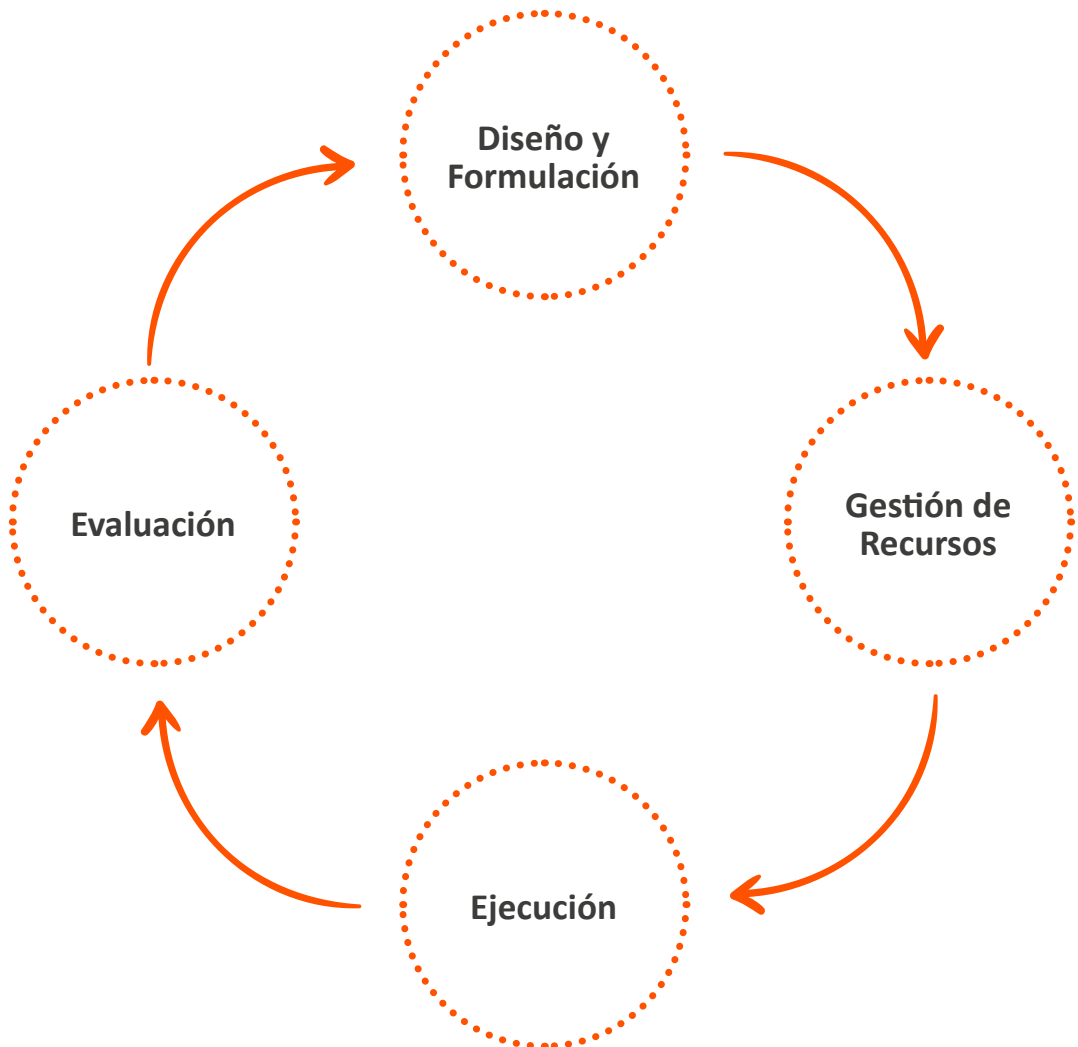 Diseño y
Formulación
Gestión de
Recursos
Ejecución
Evaluación